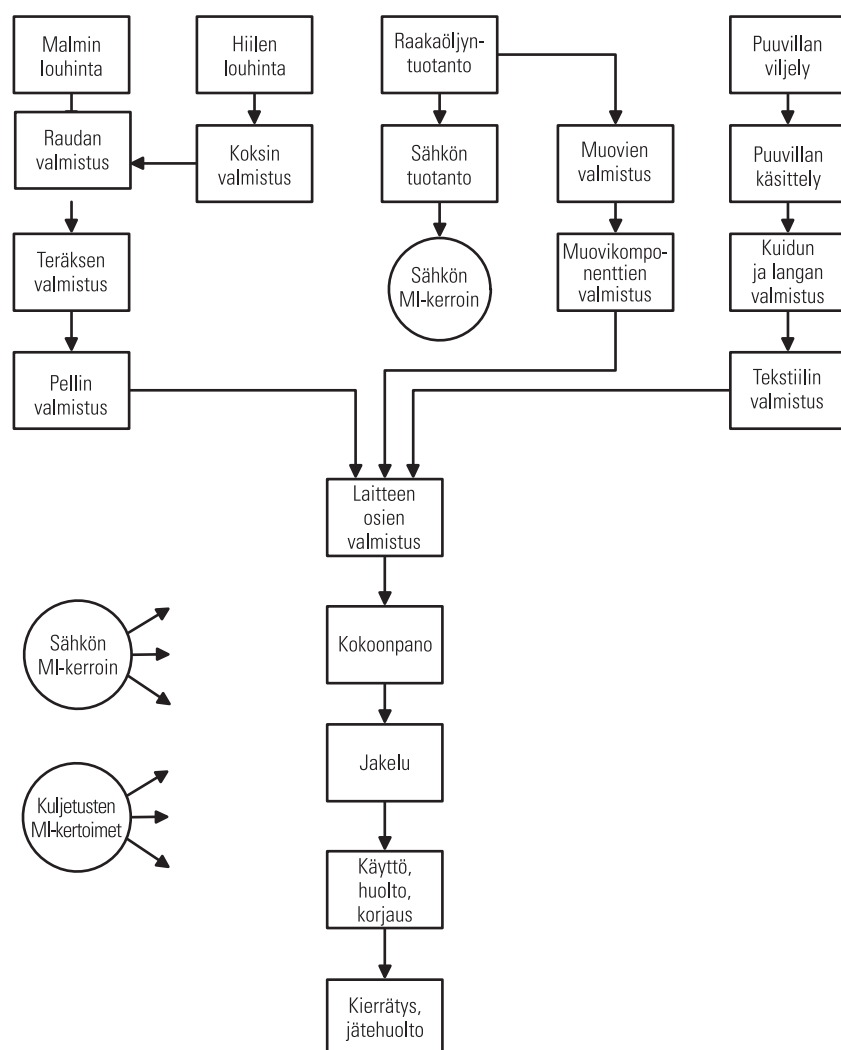 Malmin
louhinta
Hiilen
louhinta
Raakaöljyn-
tuotanto
Puuvillan
viljely
Raudan
valmistus
Koksin
valmistus
Sähkön
tuotanto
Muovien
valmistus
Puuvillan
käsittely
Teräksen
valmistus
Sähkön
MI-kerroin
Muovikompo-
nenttien
valmistus
Kuidun
ja langan
valmistus
Pellin
valmistus
Tekstiilin
valmistus
Laitteen
osien
valmistus
Sähkön
MI-kerroin
Kokoonpano
Jakelu
Kuljetusten
MI-kertoimet
Käyttö,
huolto,
korjaus
Kierrätys,
jätehuolto